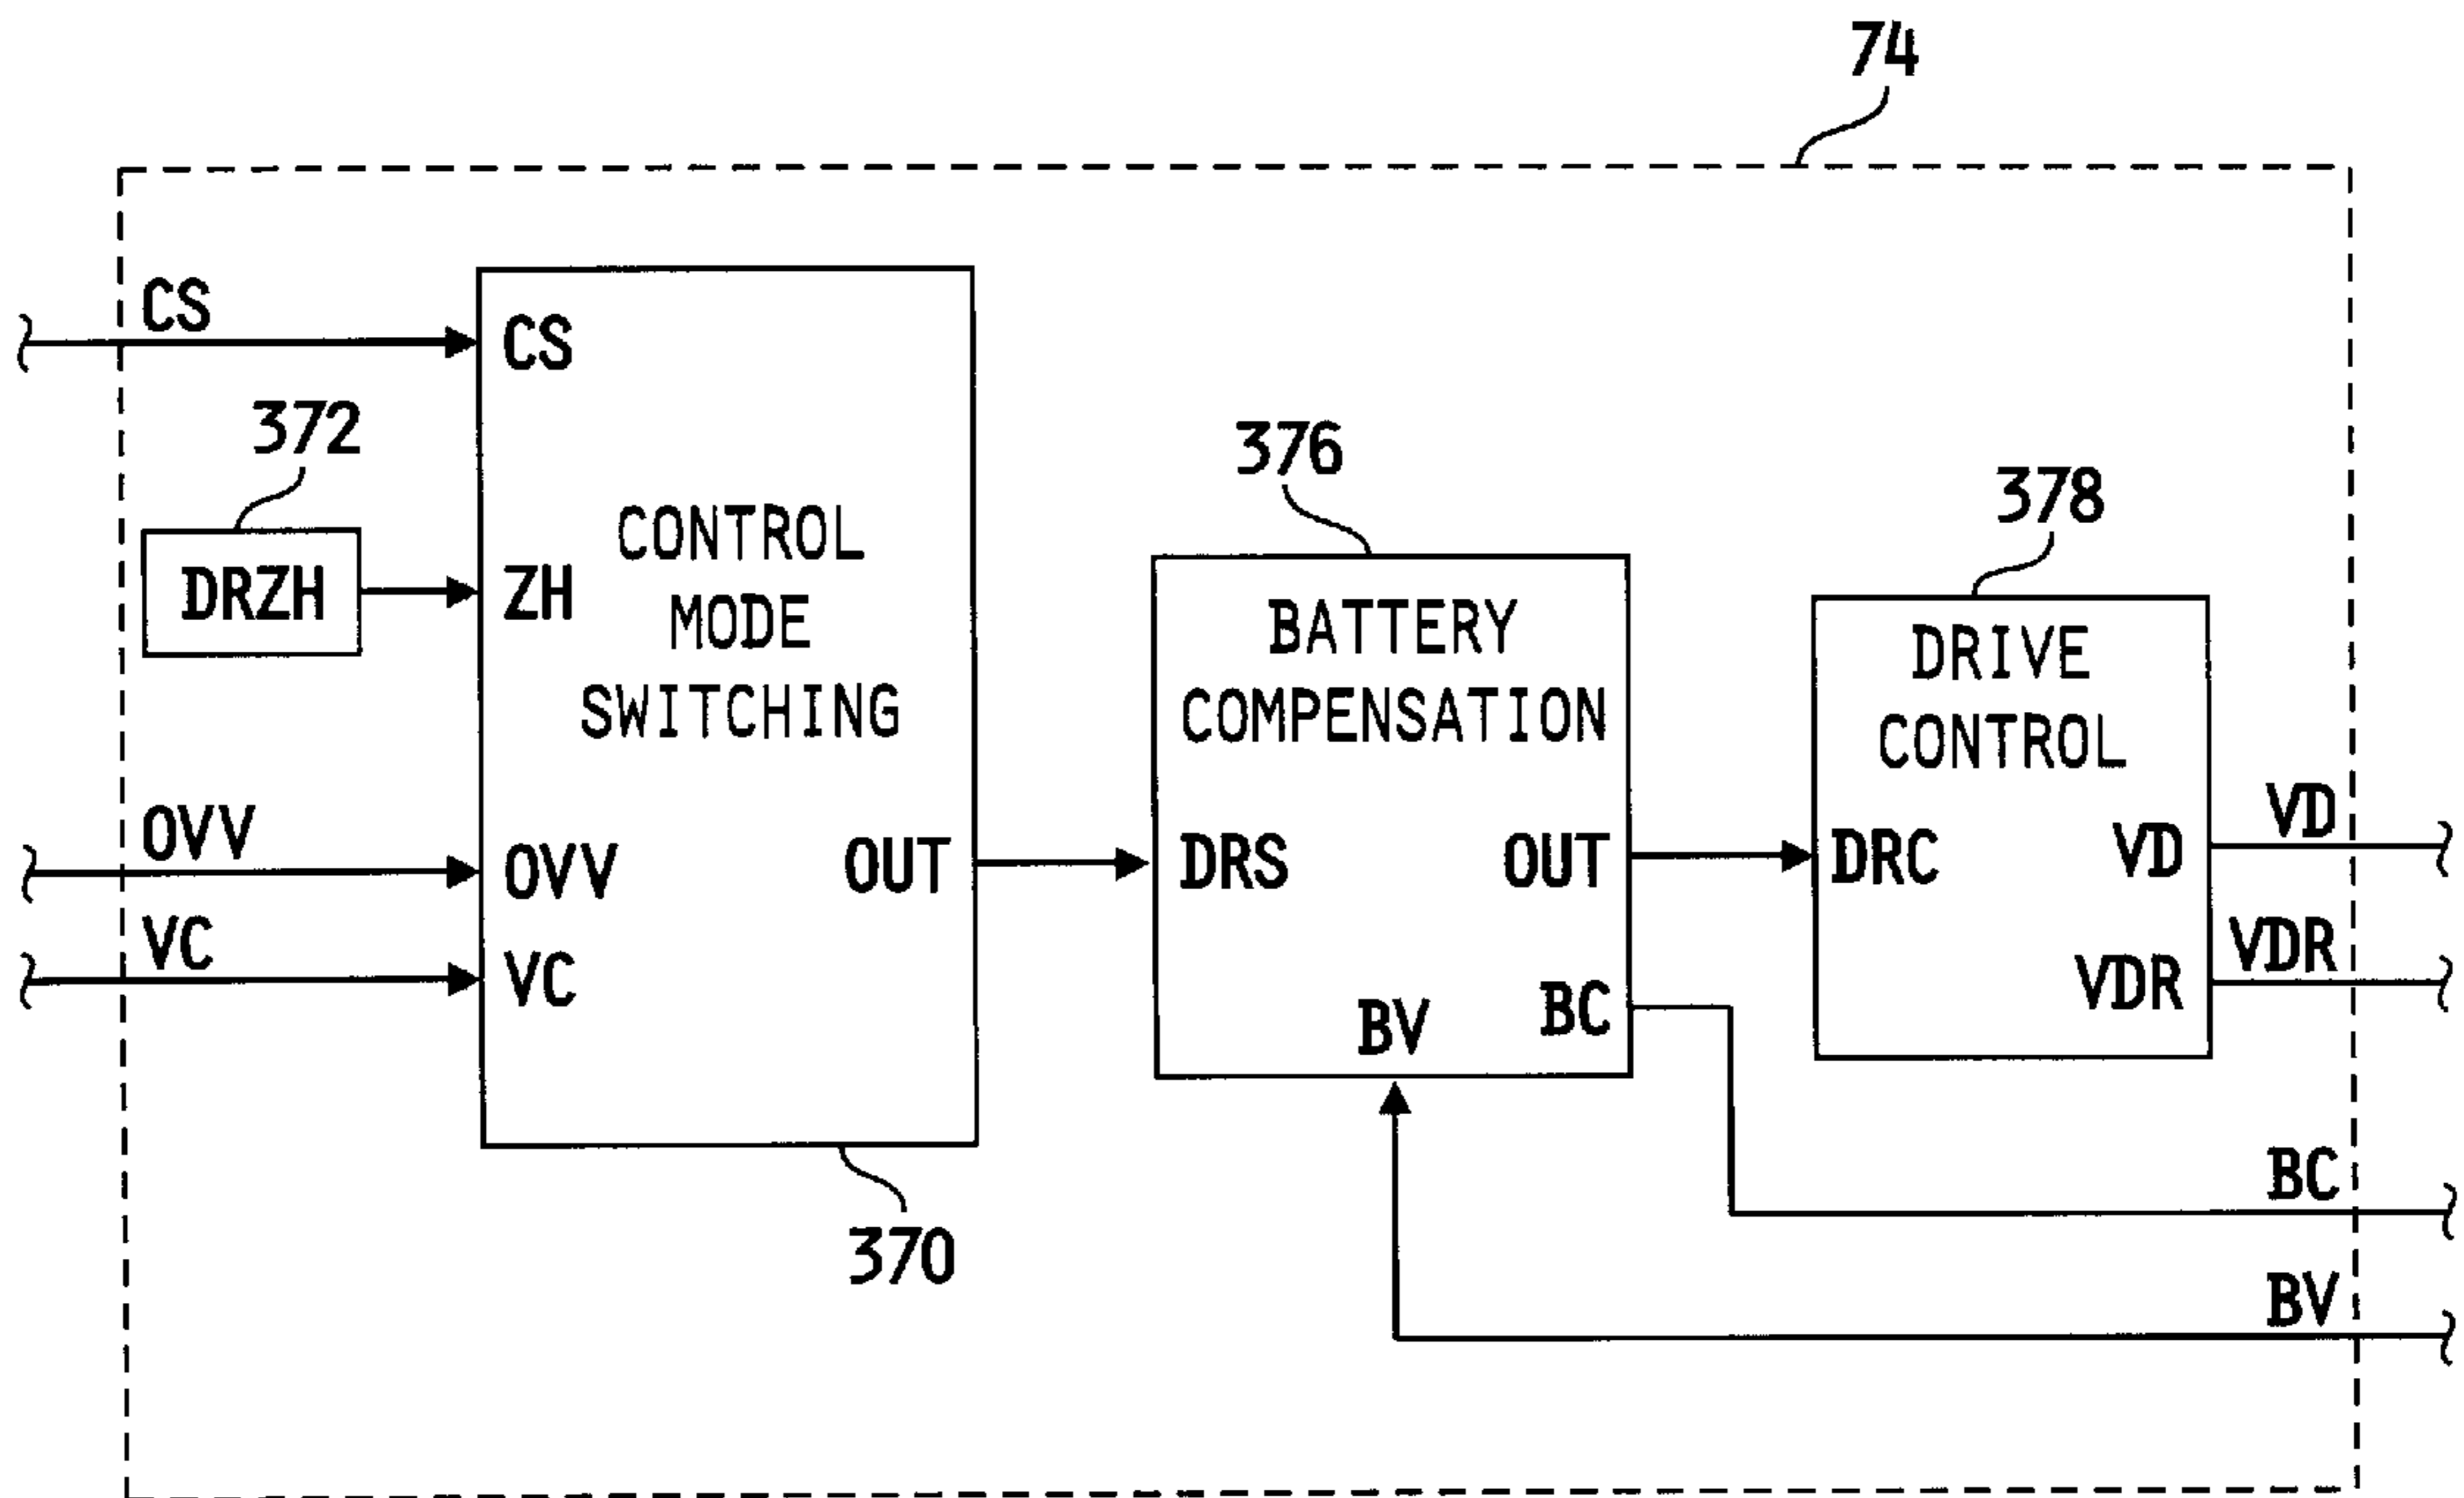 74
CS
CS
372
DRZH
ZH
CONTROL
MODE
SWITCHING
OVV
OVV
VC
VC
OUT
370
376
BATTERY
COMPENSATION
DRS
OUT
BC
BV
378
DRIVE
CONTROL
DRC
VD
VDR
VD
VDR
BC
BV